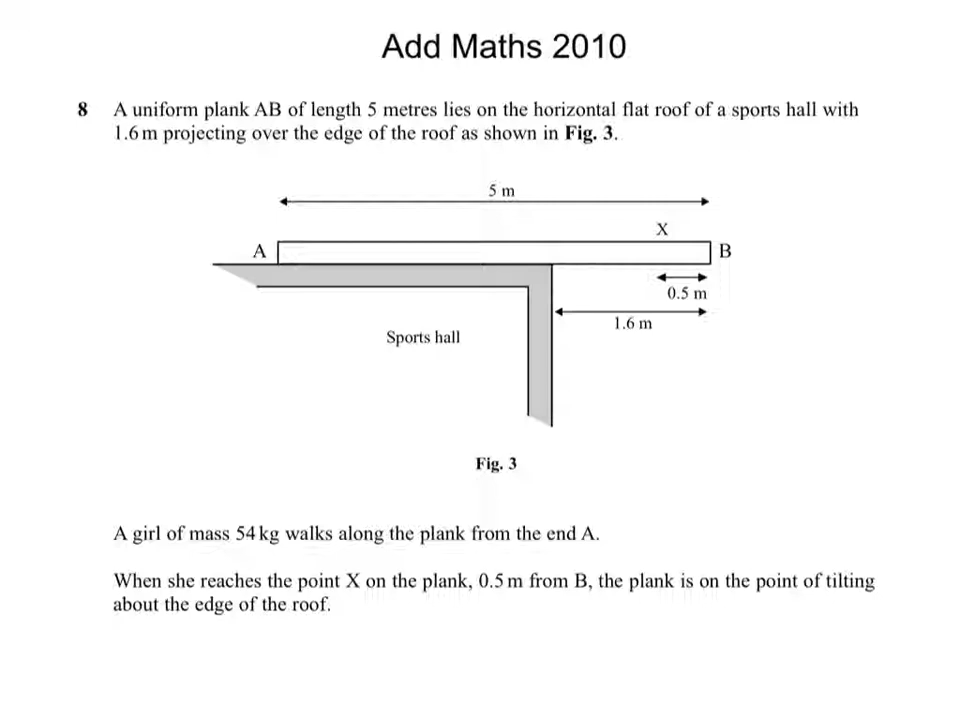 Add Maths 2010
8 A uniform plank AB of length 5 metres lies on the horizontal flat roof of a sports hall with
1.6 m projecting over the edge of the roof as shown in Fig. 3.
5 m
X
A
B
0.5 m
1.6 m
Sports hall
Fig. 3
A girl of mass 54 kg walks along the plank from the end A.
When she reaches the point X on the plank, 0.5 m from B, the plank is on the point of tilting
about the edge of the roof.